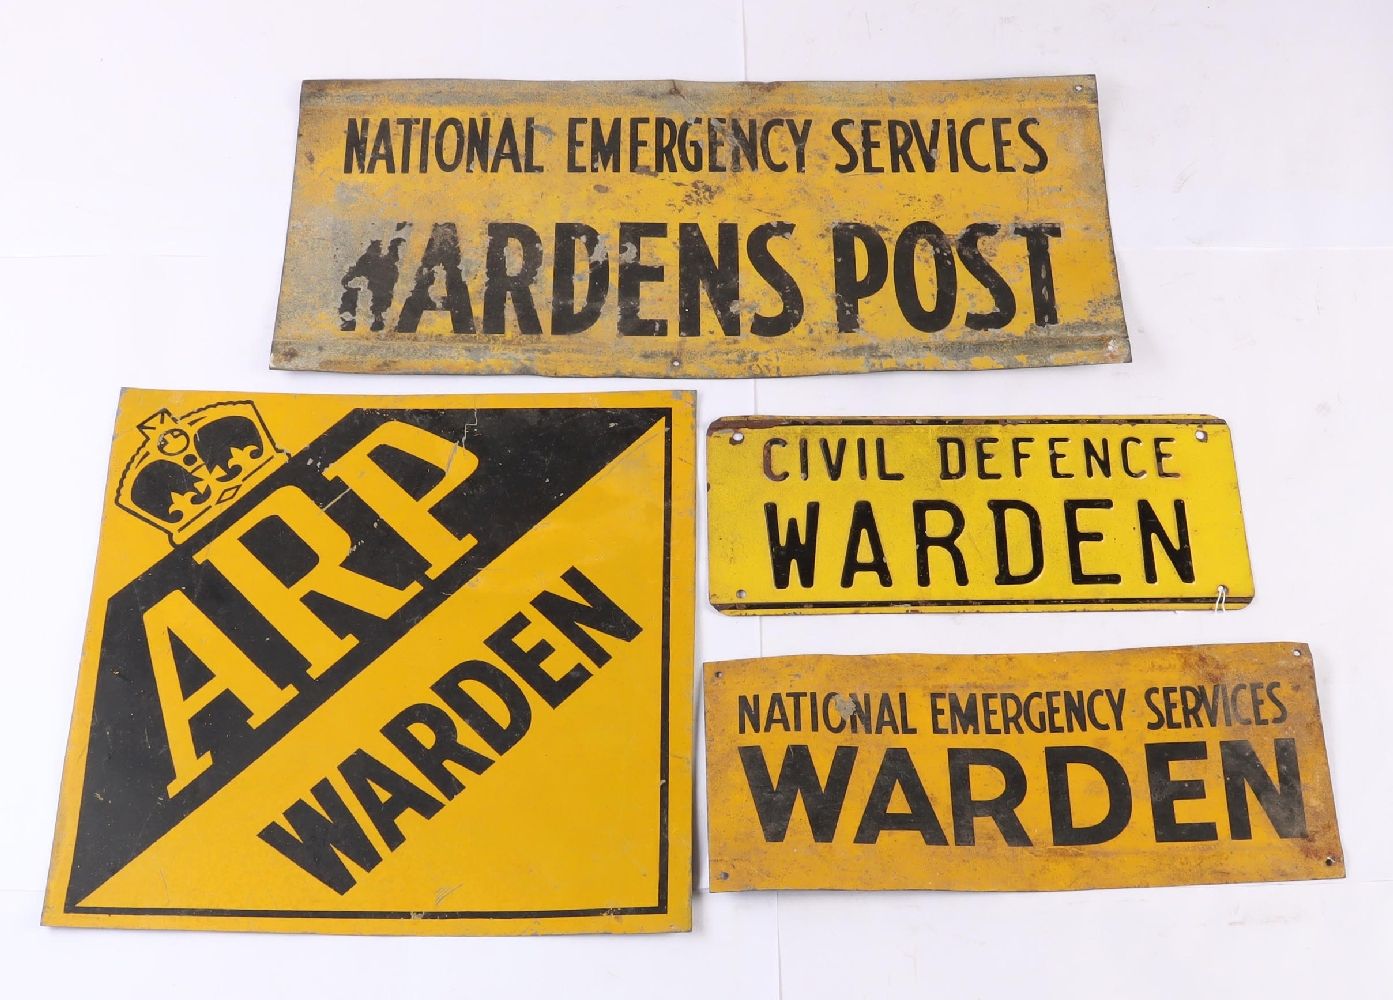 NATIONAL EMERGENCY SERVICES
WARDENS POST
ARP
WARDEN
CIVIL DEFENCE
WARDEN
NATIONAL EMERGENCY SERVICES
WARDEN